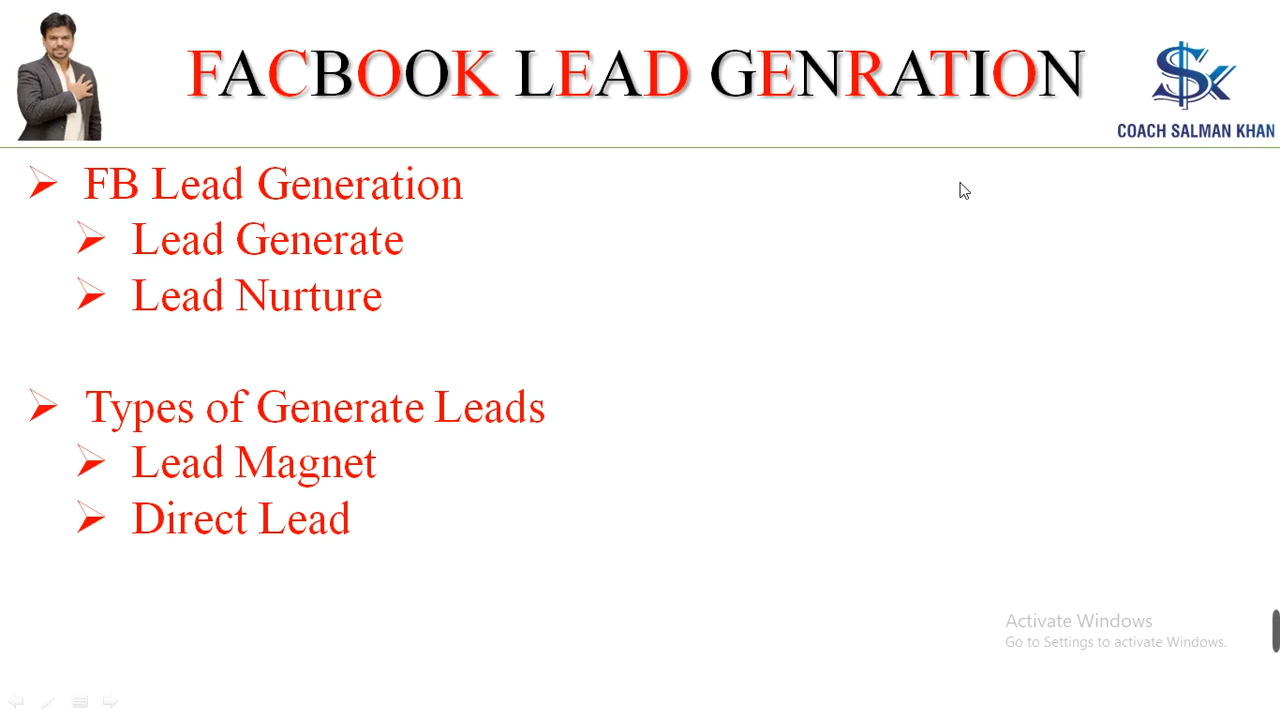 FACBOOK LEAD GENRATION
COACH SALMAN KHAN
FB Lead Generation
Lead Generate
Lead Nurture
Types of Generate Leads
Lead Magnet
Direct Lead
Activate Windows
Go to Settings to activate Windows.